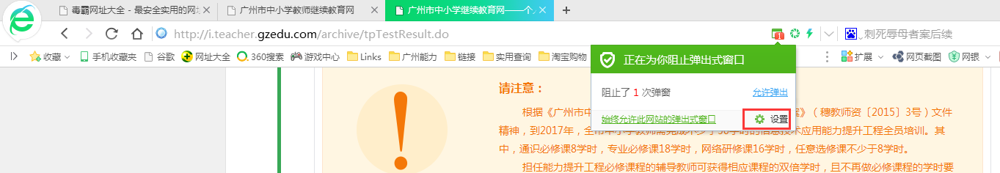 毒霸网址大全 - 最安全实用的网址
广州市中小学教师继续教育网
广州市中小学继续教育网——个人
http://i.teacher.gzedu.com/archive/tpTestResult.do
1
刺死辱母者案后续
收藏
手机收藏夹
谷歌
网址大全
360搜索
游戏中心
Links
广州能力
链接
实用查询
淘宝购物
扩展
网页截图
网银
正在为你阻止弹出式窗口
阻止了 1 次弹窗
允许弹出
始终允许此网站的弹出式窗口
设置
请注意：
根据《广州市中
》（穗教师资〔2015〕3号）文件
精神，到2017年，全市中小学教师需完成不少于50学时的信息技术应用能力提升工程全员培训。其
中，通识必修课8学时，专业必修课18学时，网络研修课16学时，任意选修课不少于8学时。
担任能力提升工程必修课程的辅导教师可获得相应课程的双倍学时，且不再做必修课程的学时要